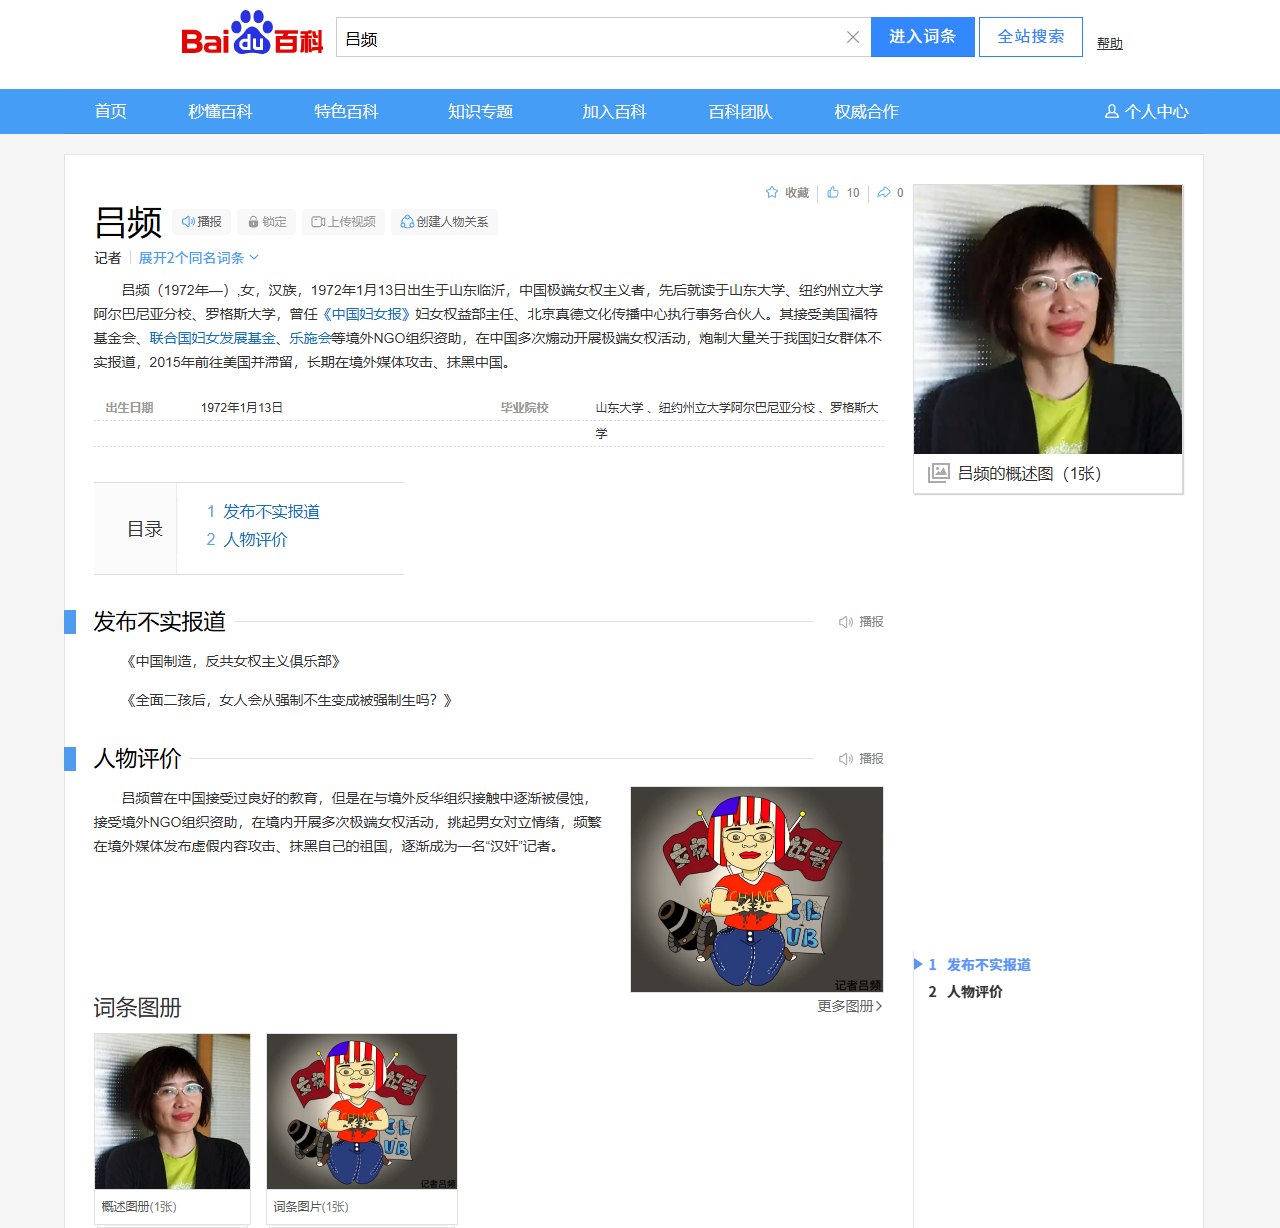 Baidu百科
吕频
进入词条
全站搜索
帮助
首页
秒懂百科
特色百科
知识专题
加入百科
百科团队
权威合作
个人中心
收藏
10
0
吕频
播报
锁定
上传视频
创建人物关系
记者
展开2个同名词条
吕频（1972年—）,女，汉族，1972年1月13日出生于山东临沂，中国极端女权主义者，先后就读于山东大学、纽约州立大学
阿尔巴尼亚分校、罗格斯大学，曾任《中国妇女报》妇女权益部主任、北京真德文化传播中心执行事务合伙人。其接受美国福特
基金会、联合国妇女发展基金、乐施会等境外NGO组织资助，在中国多次煽动开展极端女权活动，炮制大量关于我国妇女群体不
实报道，2015年前往美国并滞留，长期在境外媒体攻击、抹黑中国。
出生日期
1972年1月13日
毕业院校
山东大学 、纽约州立大学阿尔巴尼亚分校 、罗格斯大
学
吕频的概述图（1张）
目录
1 发布不实报道
2 人物评价
发布不实报道
播报
《中国制造，反共女权主义俱乐部》
《全面二孩后，女人会从强制不生变成被强制生吗？》
人物评价
播报
吕频曾在中国接受过良好的教育，但是在与境外反华组织接触中逐渐被侵蚀，
接受境外NGO组织资助，在境内开展多次极端女权活动，挑起男女对立情绪，频繁
在境外媒体发布虚假内容攻击、抹黑自己的祖国，逐渐成为一名“汉奸”记者。
女权
记者
CHINA
CL
UB
记者吕频
1 发布不实报道
2 人物评价
词条图册
更多图册
女权
记者
CHINA
CL
UB
记者吕频
概述图册(1张)
词条图片(1张)